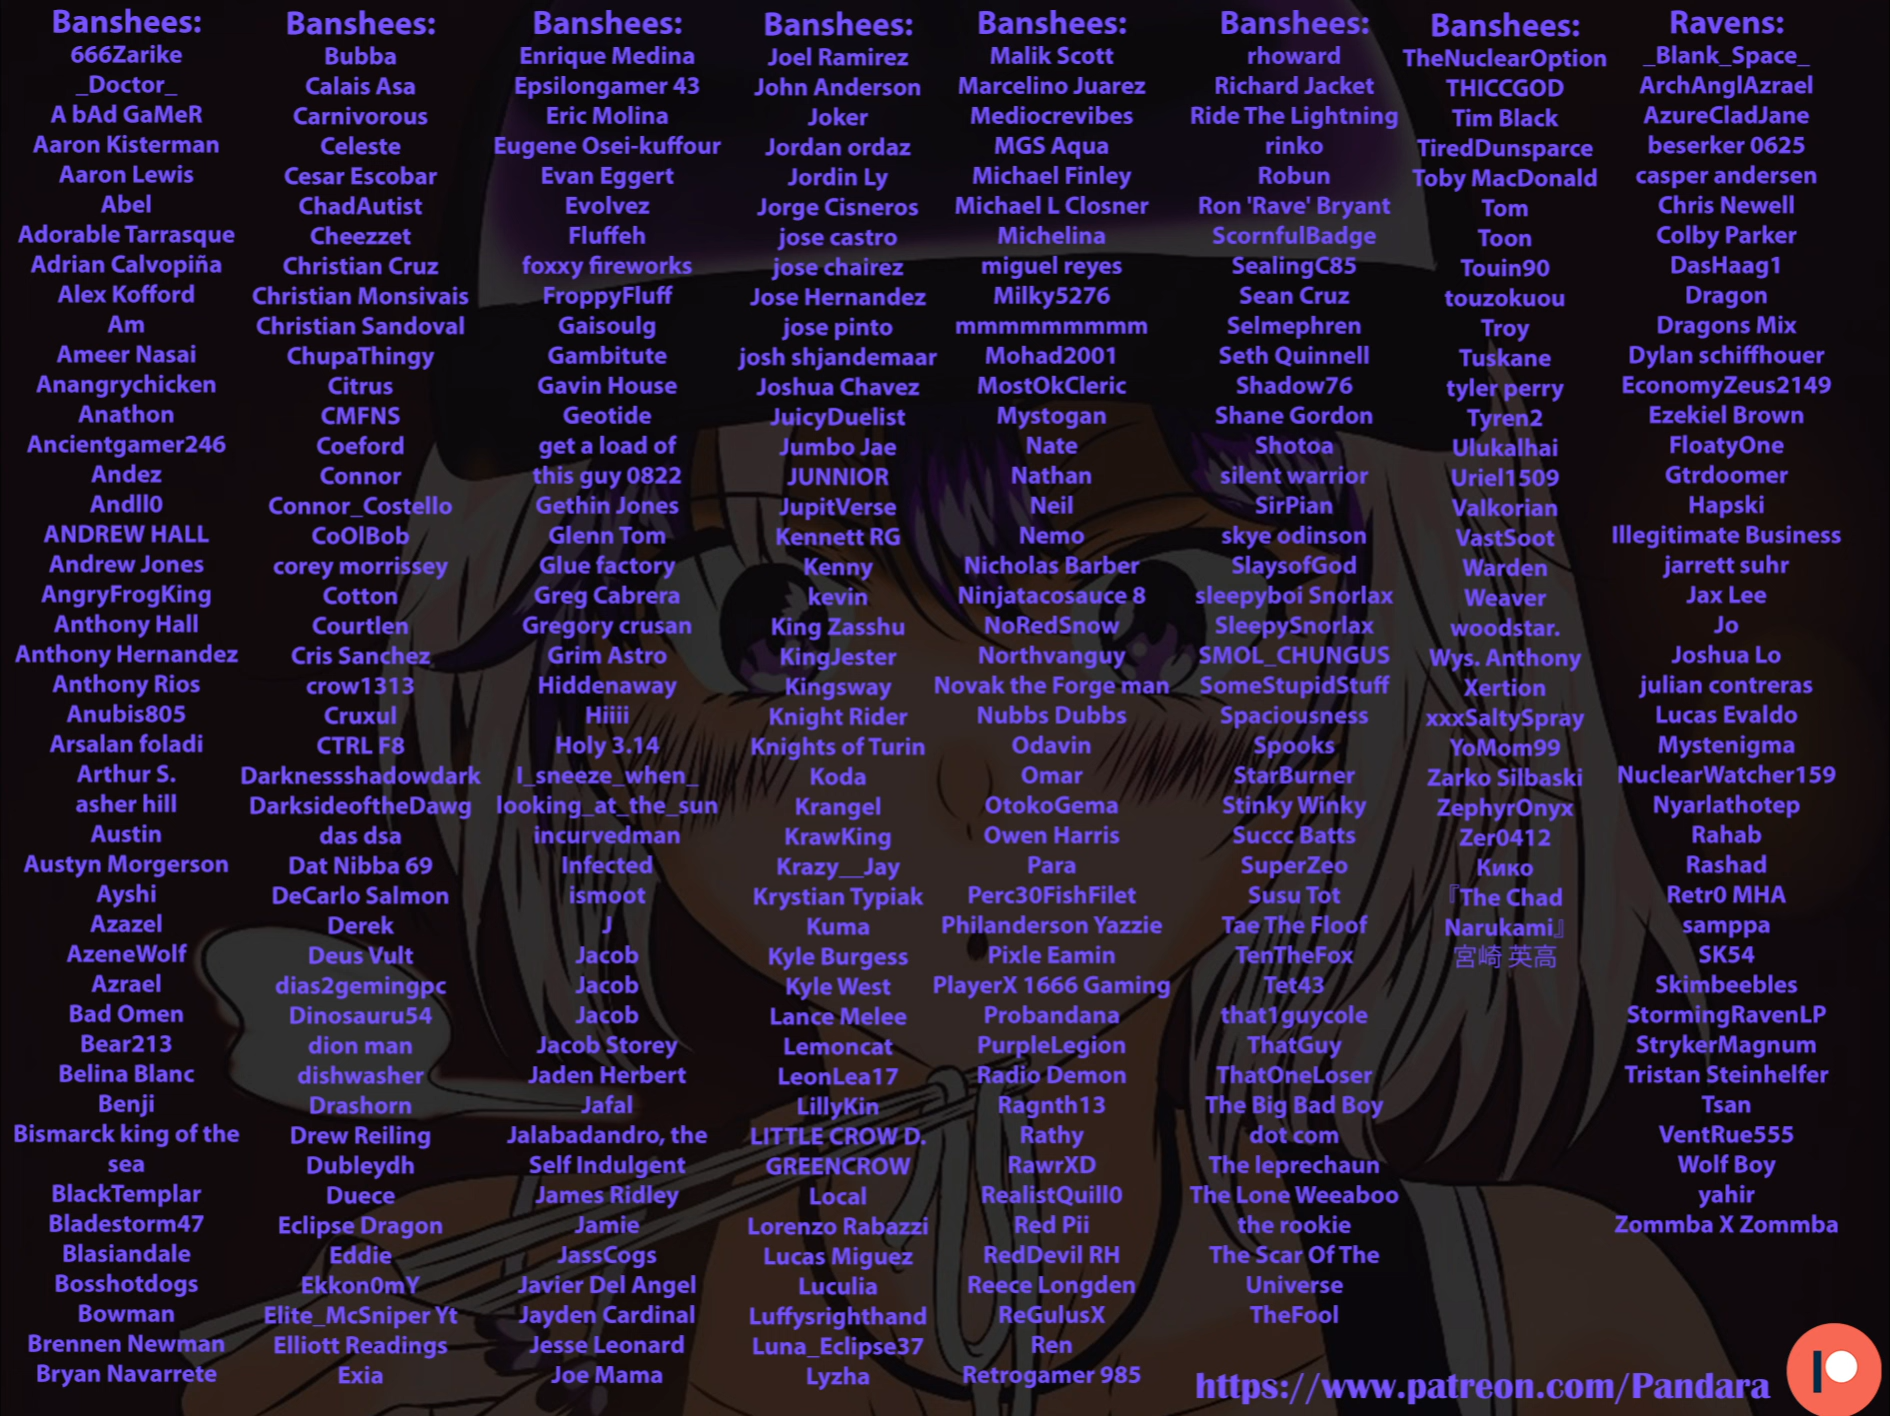 Banshees:
666Zarike
_Doctor_
A bAd GaMeR
Aaron Kisterman
Aaron Lewis
Abel
Adorable Tarrasque
Adrian Calvopiña
Alex Kofford
Am
Ameer Nasai
Anangrychicken
Anathon
Ancientgamer246
Andez
Andll0
ANDREW HALL
Andrew Jones
AngryFrogKing
Anthony Hall
Anthony Hernandez
Anthony Rios
Anubis805
Arsalan foladi
Arthur S.
asher hill
Austin
Austyn Morgerson
Ayshi
Azazel
AzeneWolf
Azrael
Bad Omen
Bear213
Belina Blanc
Benji
Bismarck king of the
sea
BlackTemplar
Bladestorm47
Blasiandale
Bosshotdogs
Bowman
Brennen Newman
Bryan Navarrete
Banshees:
Bubba
Calais Asa
Carnivorous
Celeste
Cesar Escobar
ChadAutist
Cheezzet
Christian Cruz
Christian Monsivais
Christian Sandoval
ChupaThingy
Citrus
CMFNS
Coeford
Connor
Connor_Costello
CoOlBob
corey morrissey
Cotton
Courtlen
Cris Sanchez
crow1313
Cruxul
CTRL F8
Darknessshadowdark
DarksideoftheDawg
das dsa
Dat Nibba 69
DeCarlo Salmon
Derek
Deus Vult
dias2gemingpc
Dinosauru54
dion man
dishwasher
Drashorn
Drew Reiling
Dubleydh
Duece
Eclipse Dragon
Eddie
Ekkon0mY
Elite_McSniper Yt
Elliott Readings
Exia
Banshees:
Enrique Medina
Epsilongamer 43
Eric Molina
Eugene Osei-kuffour
Evan Eggert
Evolvez
Fluffeh
foxxy fireworks
FroppyFluff
Gaisoulg
Gambitute
Gavin House
Geotide
get a load of
this guy 0822
Gethin Jones
Glenn Tom
Glue factory
Greg Cabrera
Gregory crusan
Grim Astro
Hiddenaway
Hiiii
Holy 3.14
I_sneeze_when_
looking_at_the_sun
incurvedman
Infected
ismoot
J
Jacob
Jacob
Jacob
Jacob Storey
Jaden Herbert
Jafal
Jalabadandro, the
Self Indulgent
James Ridley
Jamie
JassCogs
Javier Del Angel
Jayden Cardinal
Jesse Leonard
Joe Mama
Banshees:
Joel Ramirez
John Anderson
Joker
Jordan ordaz
Jordin Ly
Jorge Cisneros
jose castro
jose chairez
Jose Hernandez
jose pinto
josh shjandemaar
Joshua Chavez
JuicyDuelist
Jumbo Jae
JUNNIOR
JupitVerse
Kennett RG
Kenny
kevin
King Zasshu
KingJester
Kingsway
Knight Rider
Knights of Turin
Koda
Krangel
KrawKing
Krazy__Jay
Krystian Typiak
Kuma
Kyle Burgess
Kyle West
Lance Melee
Lemoncat
LeonLea17
LillyKin
LITTLE CROW D.
GREENCROW
Local
Lorenzo Rabazzi
Lucas Miguez
Luculia
Luffysrighthand
Luna_Eclipse37
Lyzha
Banshees:
Malik Scott
Marcelino Juarez
Mediocrevibes
MGS Aqua
Michael Finley
Michael L Closner
Michelina
miguel reyes
Milky5276
mmmmmmmmm
Mohad2001
MostOkCleric
Mystogan
Nate
Nathan
Neil
Nemo
Nicholas Barber
Ninjatacosauce 8
NoRedSnow
Northvanguy
Novak the Forge man
Nubbs Dubbs
Odavin
Omar
OtokoGema
Owen Harris
Para
Perc30FishFilet
Philanderson Yazzie
Pixle Eamin
PlayerX 1666 Gaming
Probandana
PurpleLegion
Radio Demon
Ragnth13
Rathy
RawrXD
RealistQuill0
Red Pii
RedDevil RH
Reece Longden
ReGulusX
Ren
Retrogamer 985
Banshees:
rhoward
Richard Jacket
Ride The Lightning
rinko
Robun
Ron 'Rave' Bryant
ScornfulBadge
SealingC85
Sean Cruz
Selmephren
Seth Quinnell
Shadow76
Shane Gordon
Shotoa
silent warrior
SirPian
skye odinson
SlaysofGod
sleepyboi Snorlax
SleepySnorlax
SMOL_CHUNGUS
SomeStupidStuff
Spaciousness
Spooks
StarBurner
Stinky Winky
Succc Batts
SuperZeo
Susu Tot
Tae The Floof
TenTheFox
Tet43
that1guycole
ThatGuy
ThatOneLoser
The Big Bad Boy
dot com
The leprechaun
The Lone Weeaboo
the rookie
The Scar Of The
Universe
TheFool
Banshees:
TheNuclearOption
THICCGOD
Tim Black
TiredDunsparce
Toby MacDonald
Tom
Toon
Touin90
touzokuou
Troy
Tuskane
tyler perry
Tyren2
Ulukalhai
Uriel1509
Valkorian
VastSoot
Warden
Weaver
woodstar.
Wys. Anthony
Xertion
xxxSaltySpray
YoMom99
Zarko Silbaski
ZephyrOnyx
Zer0412
Кико
『The Chad
Narukami』
宮崎 英高
Ravens:
_Blank_Space_
ArchAnglAzrael
AzureCladJane
beserker 0625
casper andersen
Chris Newell
Colby Parker
DasHaag1
Dragon
Dragons Mix
Dylan schiffhouer
EconomyZeus2149
Ezekiel Brown
FloatyOne
Gtrdoomer
Hapski
Illegitimate Business
jarrett suhr
Jax Lee
Jo
Joshua Lo
julian contreras
Lucas Evaldo
Mystenigma
NuclearWatcher159
Nyarlathotep
Rahab
Rashad
Retr0 MHA
samppa
SK54
Skimbeebles
StormingRavenLP
StrykerMagnum
Tristan Steinhelfer
Tsan
VentRue555
Wolf Boy
yahir
Zommba X Zommba
https://www.patreon.com/Pandara